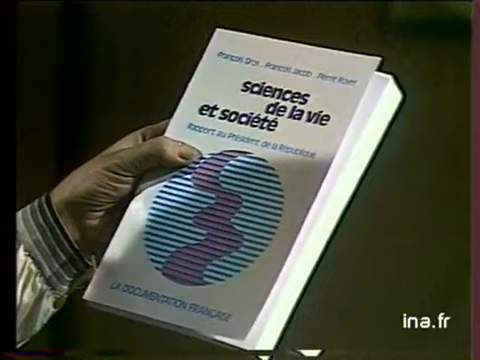 François Gros - François Jacob - Pierre Royer
sciences
de la vie
et société
Rapport au Président de la République
LA DOCUMENTATION FRANÇAISE
ina.fr